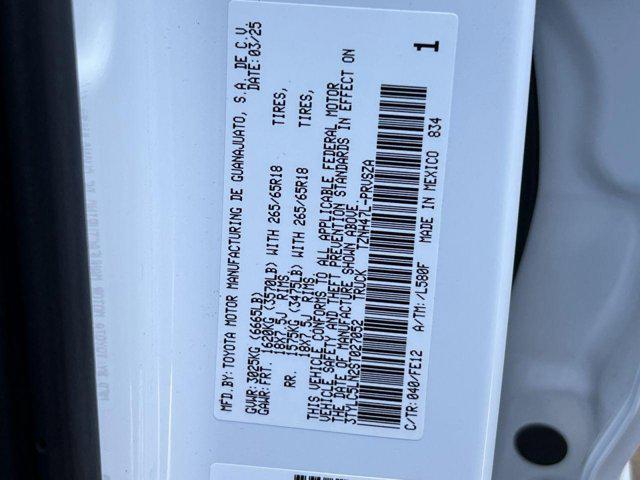 MFD.BY: TOYOTA MOTOR MANUFACTURING DE GUANAJUATO, S.A. DE C.V.
DATE: 03/25
GVWR: 3025KG (6665LB)
GAWR: FRT. 1620KG (3570LB) WITH 265/65R18 TIRES,
18X7.5J RIMS
RR. 1575KG (3475LB) WITH 265/65R18 TIRES,
18X7.5J RIMS
THIS VEHICLE CONFORMS TO ALL APPLICABLE FEDERAL MOTOR
VEHICLE SAFETY AND THEFT PREVENTION STANDARDS IN EFFECT ON
THE DATE OF MANUFACTURE SHOWN ABOVE.
TRUCK TZNH47L-PRVSZA
C/TR: 040/FE12 A/TM: /L580F MADE IN MEXICO 834
1